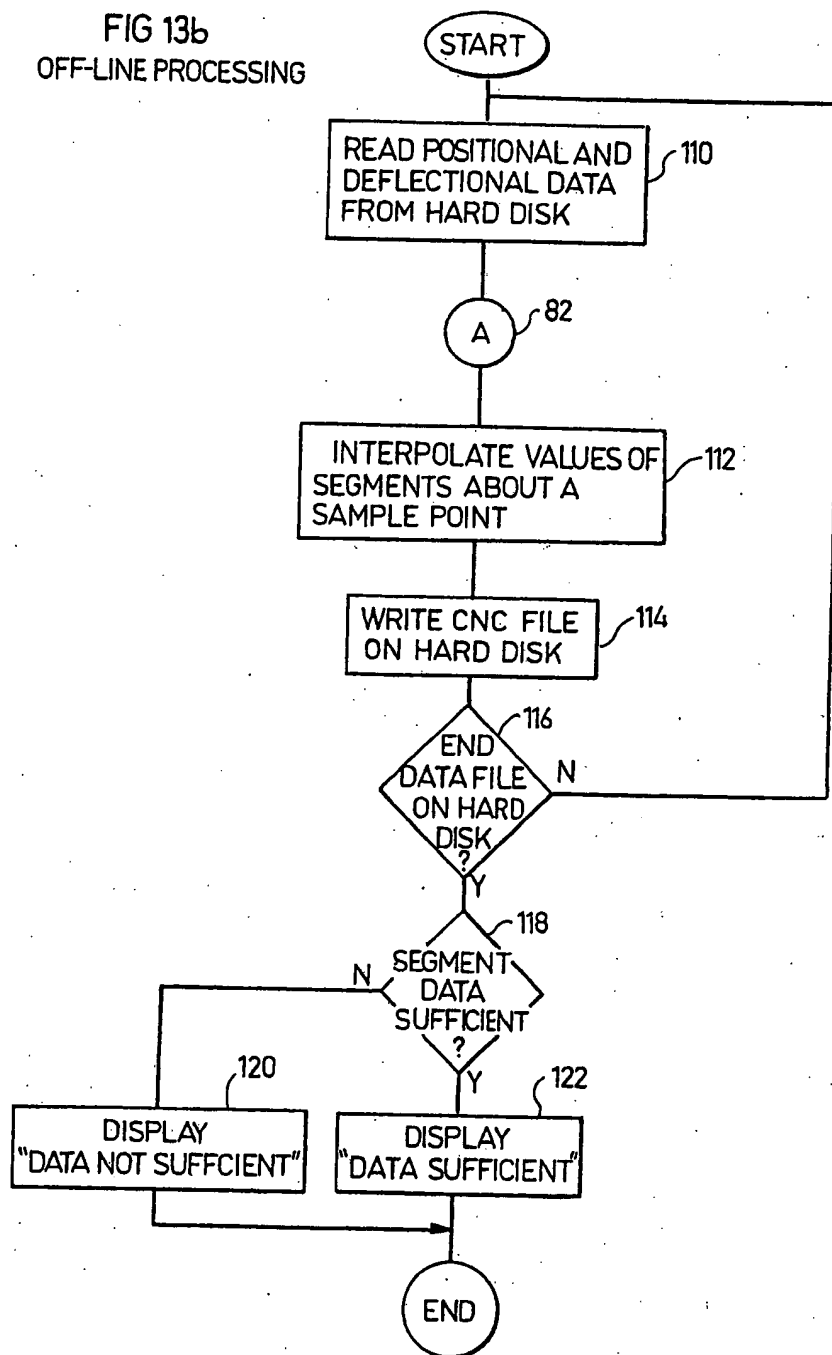 FIG 13b
OFF-LINE PROCESSING
START
READ POSITIONAL AND
DEFLECTIONAL DATA
FROM HARD DISK
110
A
82
INTERPOLATE VALUES OF
SEGMENTS ABOUT A
SAMPLE POINT
112
WRITE CNC FILE
ON HARD DISK
114
116
END
DATA FILE
ON HARD
DISK
?
N
Y
118
SEGMENT
DATA
SUFFICIENT
?
N
Y
120
DISPLAY
"DATA NOT SUFFCIENT"
122
DISPLAY
"DATA SUFFICIENT"
END